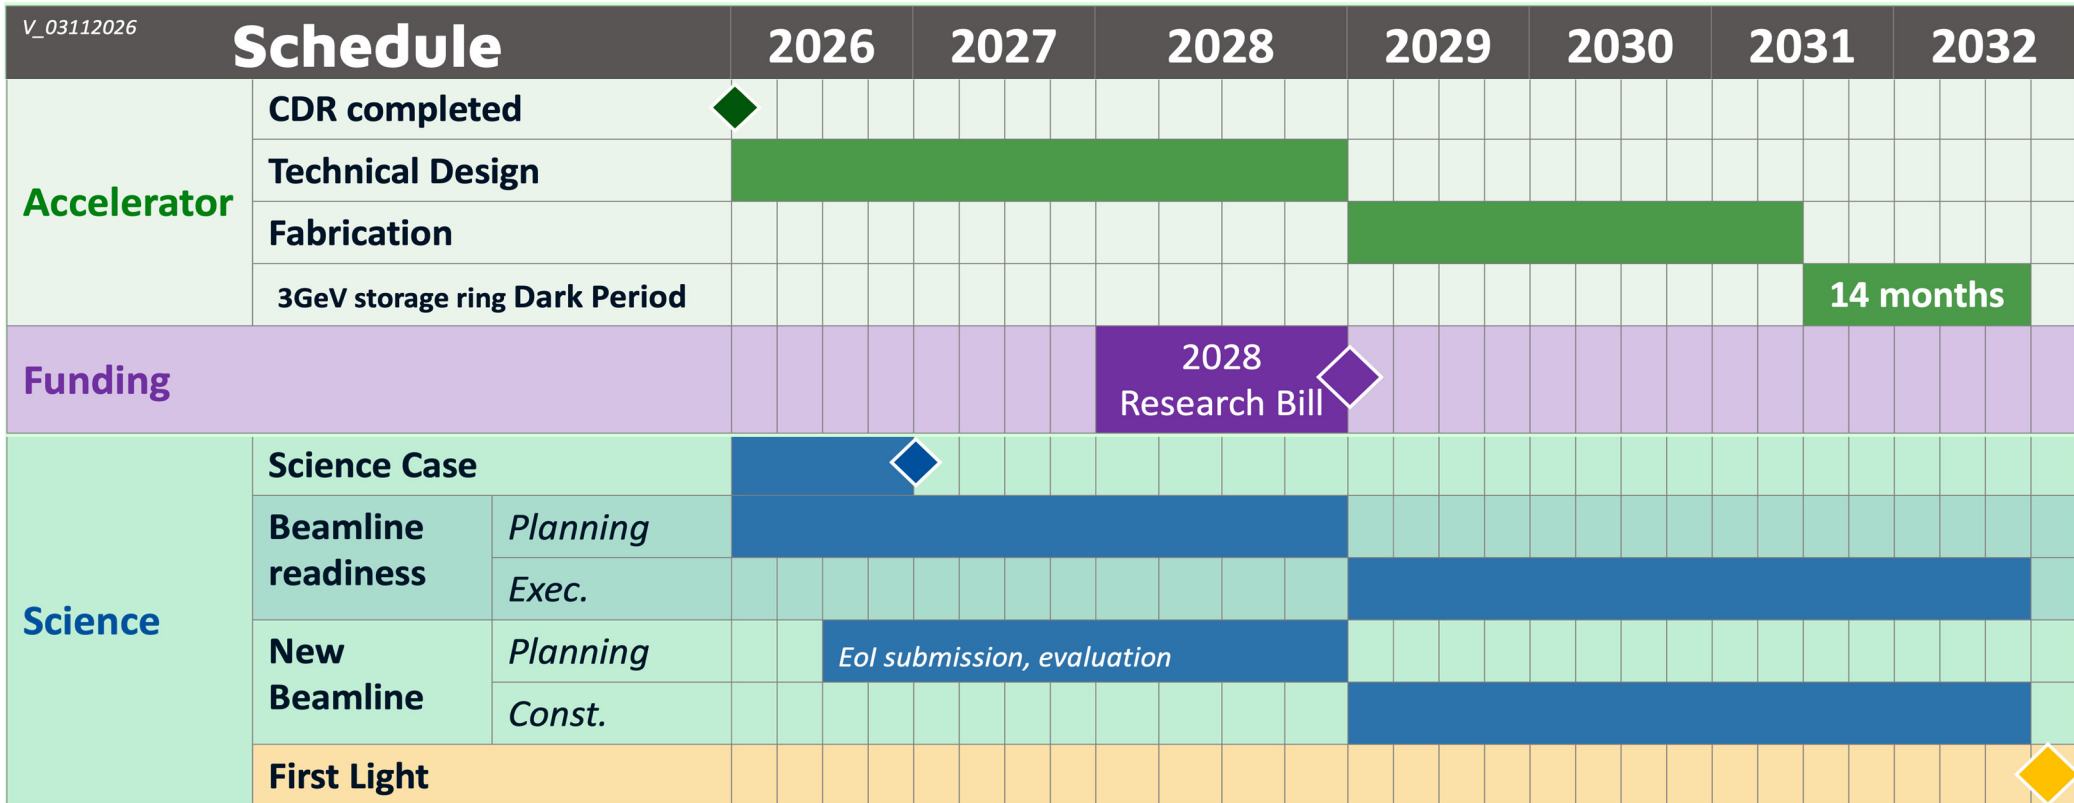 V_03112026
Schedule
2026
2027
2028
2029
2030
2031
2032
Accelerator
CDR completed
Technical Design
Fabrication
3GeV storage ring Dark Period
14 months
Funding
2028
Research Bill
Science
Science Case
Beamline
readiness
Planning
Exec.
New
Beamline
Planning
EoI submission, evaluation
Const.
First Light